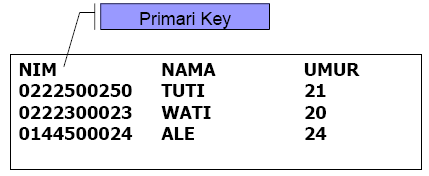 Primari Key
NIM NAMA UMUR
0222500250 TUTI 21
0222300023 WATI 20
0144500024 ALE 24